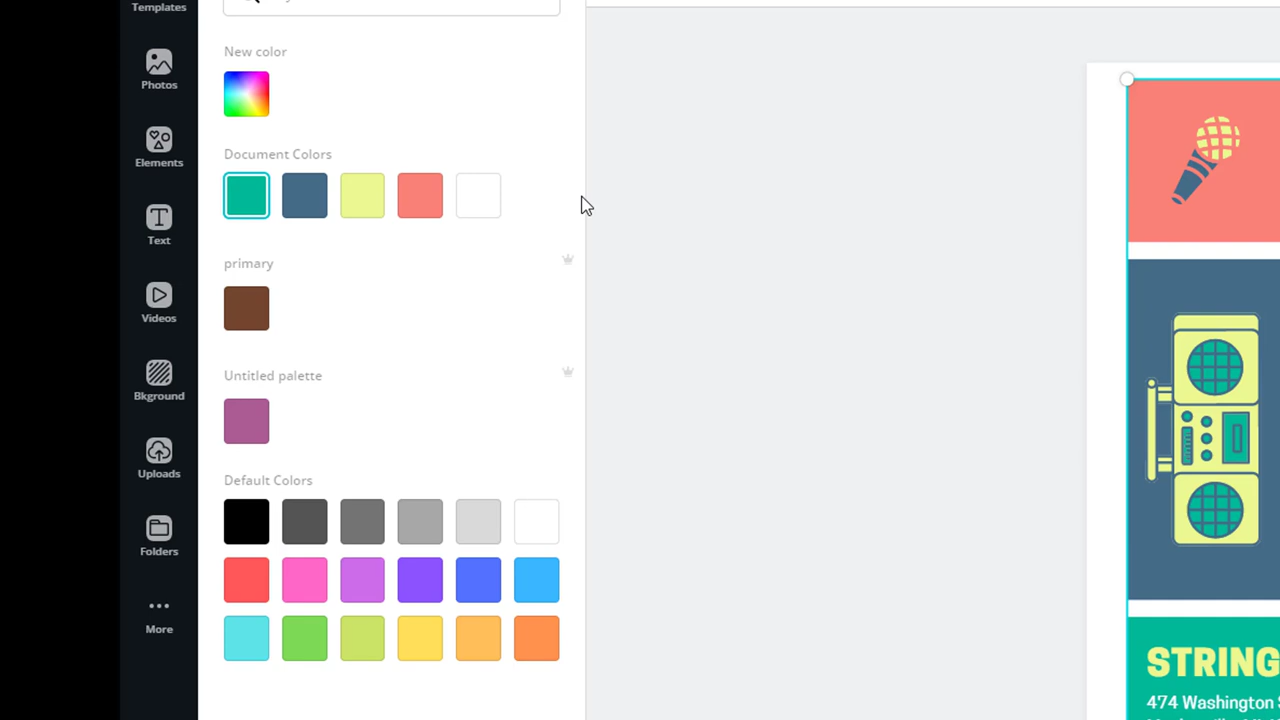 Templates
Photos
Elements
Text
Videos
Bkground
Uploads
Folders
More
New color
Document Colors
primary
Untitled palette
Default Colors
STRING
474 Washington